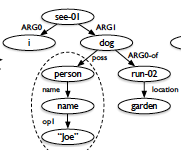 see-01
ARG0 ARG1
i dog
poss ARG0-of
person run-02
name location
name garden
op1
"joe"